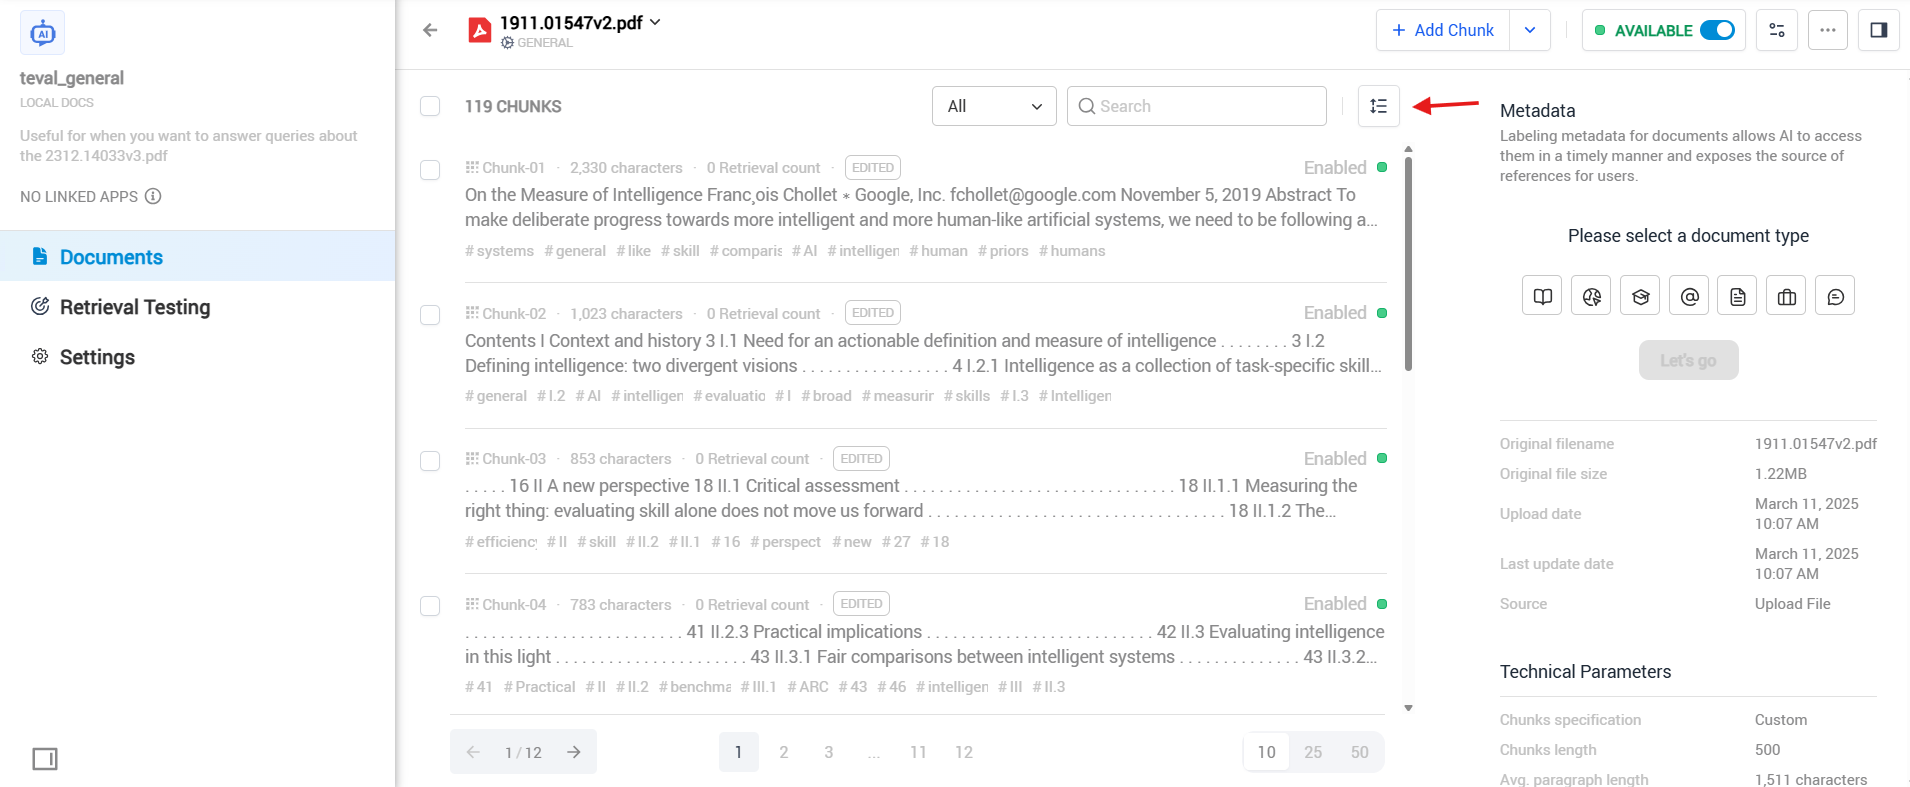 AI
teval_general
LOCAL DOCS
Useful for when you want to answer queries about
the 2312.14033v3.pdf
NO LINKED APPS
Documents
Retrieval Testing
Settings
1911.01547v2.pdf
GENERAL
+ Add Chunk
AVAILABLE
119 CHUNKS
All
Search
Chunk-01 · 2,330 characters · 0 Retrieval count · EDITED
Enabled
On the Measure of Intelligence Franc¸ois Chollet ∗ Google, Inc. fchollet@google.com November 5, 2019 Abstract To
make deliberate progress towards more intelligent and more human-like artificial systems, we need to be following a...
# systems # general # like # skill # comparis # AI # intelligen # human # priors # humans
Chunk-02 · 1,023 characters · 0 Retrieval count · EDITED
Enabled
Contents I Context and history 3 I.1 Need for an actionable definition and measure of intelligence . . . . . . . . 3 I.2
Defining intelligence: two divergent visions . . . . . . . . . . . . . . . . . 4 I.2.1 Intelligence as a collection of task-specific skill...
# general # I.2 # AI # intelligen # evaluatio # I # broad # measurir # skills # I.3 # Intelligen
Chunk-03 · 853 characters · 0 Retrieval count · EDITED
Enabled
. . . . . 16 II A new perspective 18 II.1 Critical assessment . . . . . . . . . . . . . . . . . . . . . . . . . . . . . . . 18 II.1.1 Measuring the
right thing: evaluating skill alone does not move us forward . . . . . . . . . . . . . . . . . . . . . . . . . . . . . . . . . . 18 II.1.2 The...
# efficiency # II # skill # II.2 # II.1 # 16 # perspect # new # 27 # 18
Chunk-04 · 783 characters · 0 Retrieval count · EDITED
Enabled
. . . . . . . . . . . . . . . . . . . . . . . . . 41 II.2.3 Practical implications . . . . . . . . . . . . . . . . . . . . . . . . . . 42 II.3 Evaluating intelligence
in this light . . . . . . . . . . . . . . . . . . . . . . 43 II.3.1 Fair comparisons between intelligent systems . . . . . . . . . . . . . . 43 II.3.2...
# 41 # Practical # II # II.2 # benchma # III.1 # ARC # 43 # 46 # intelligen # III # II.3
1 / 12
1 2 3 ... 11 12
10 25 50
Metadata
Labeling metadata for documents allows AI to access
them in a timely manner and exposes the source of
references for users.
Please select a document type
Let's go
Original filename 1911.01547v2.pdf
Original file size 1.22MB
Upload date March 11, 2025
10:07 AM
Last update date March 11, 2025
10:07 AM
Source Upload File
Technical Parameters
Chunks specification Custom
Chunks length 500
Avg. paragraph length 1,511 characters